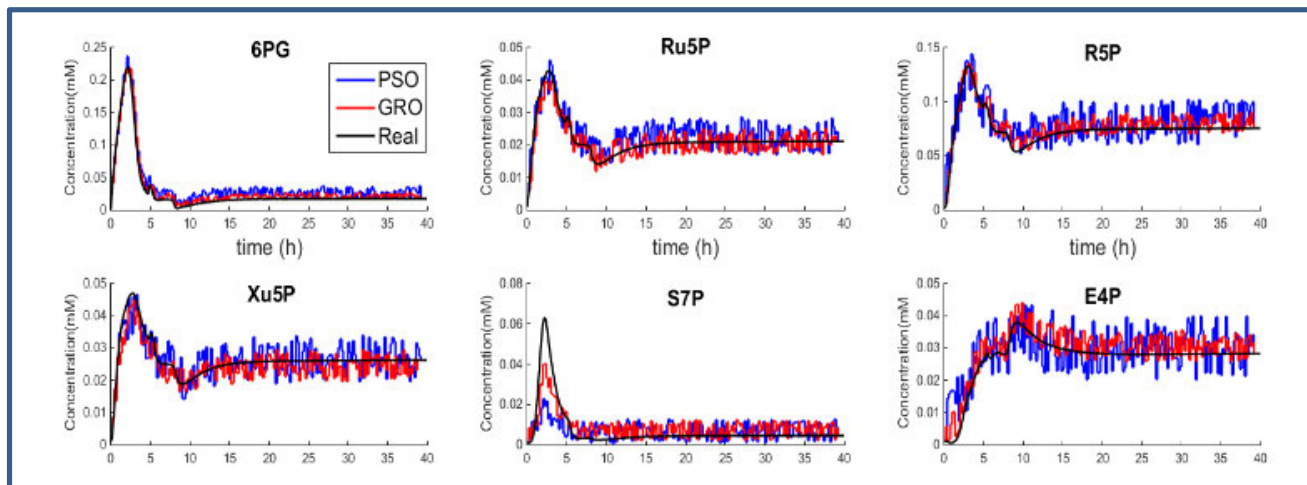 6PG
Concentration(mM)
0.25
0.2
0.15
0.1
0.05
0
0 5 10 15 20 25 30 35 40
time (h)
PSO
GRO
Real
Ru5P
Concentration(mM)
0.05
0.04
0.03
0.02
0.01
0
0 5 10 15 20 25 30 35 40
time (h)
R5P
Concentration(mM)
0.15
0.1
0.05
0
0 5 10 15 20 25 30 35 40
time (h)
Xu5P
Concentration(mM)
0.05
0.04
0.03
0.02
0.01
0
0 5 10 15 20 25 30 35 40
S7P
Concentration(mM
0.08
0.06
0.04
0.02
0
0 5 10 15 20 25 30 35 40
E4P
Concentration(mM
0.05
0.04
0.03
0.02
0.01
0
0 5 10 15 20 25 30 35 40